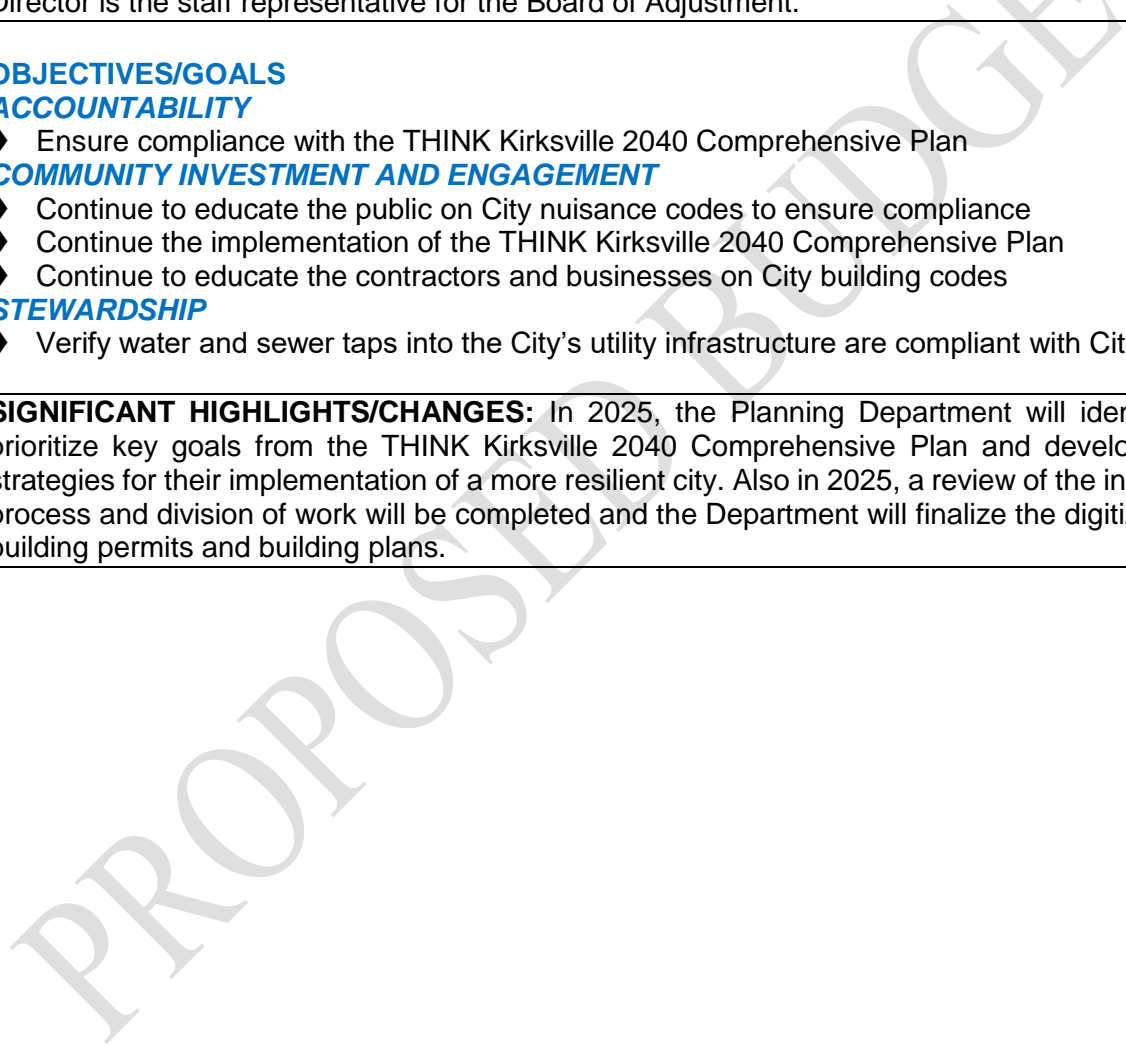 Director is the staff representative for the Board of Adjustment.
OBJECTIVES/GOALS
ACCOUNTABILITY
Ensure compliance with the THINK Kirksville 2040 Comprehensive Plan
COMMUNITY INVESTMENT AND ENGAGEMENT
Continue to educate the public on City nuisance codes to ensure compliance
Continue the implementation of the THINK Kirksville 2040 Comprehensive Plan
Continue to educate the contractors and businesses on City building codes
STEWARDSHIP
Verify water and sewer taps into the City's utility infrastructure are compliant with
SIGNIFICANT HIGHLIGHTS/CHANGES: In 2025, the Planning Department will
prioritize key goals from the THINK Kirksville 2040 Comprehensive Plan and
strategies for their implementation of a more resilient city. Also in 2025, a review of the
process and division of work will be completed and the Department will finalize the
building permits and building plans.
PROPOSED